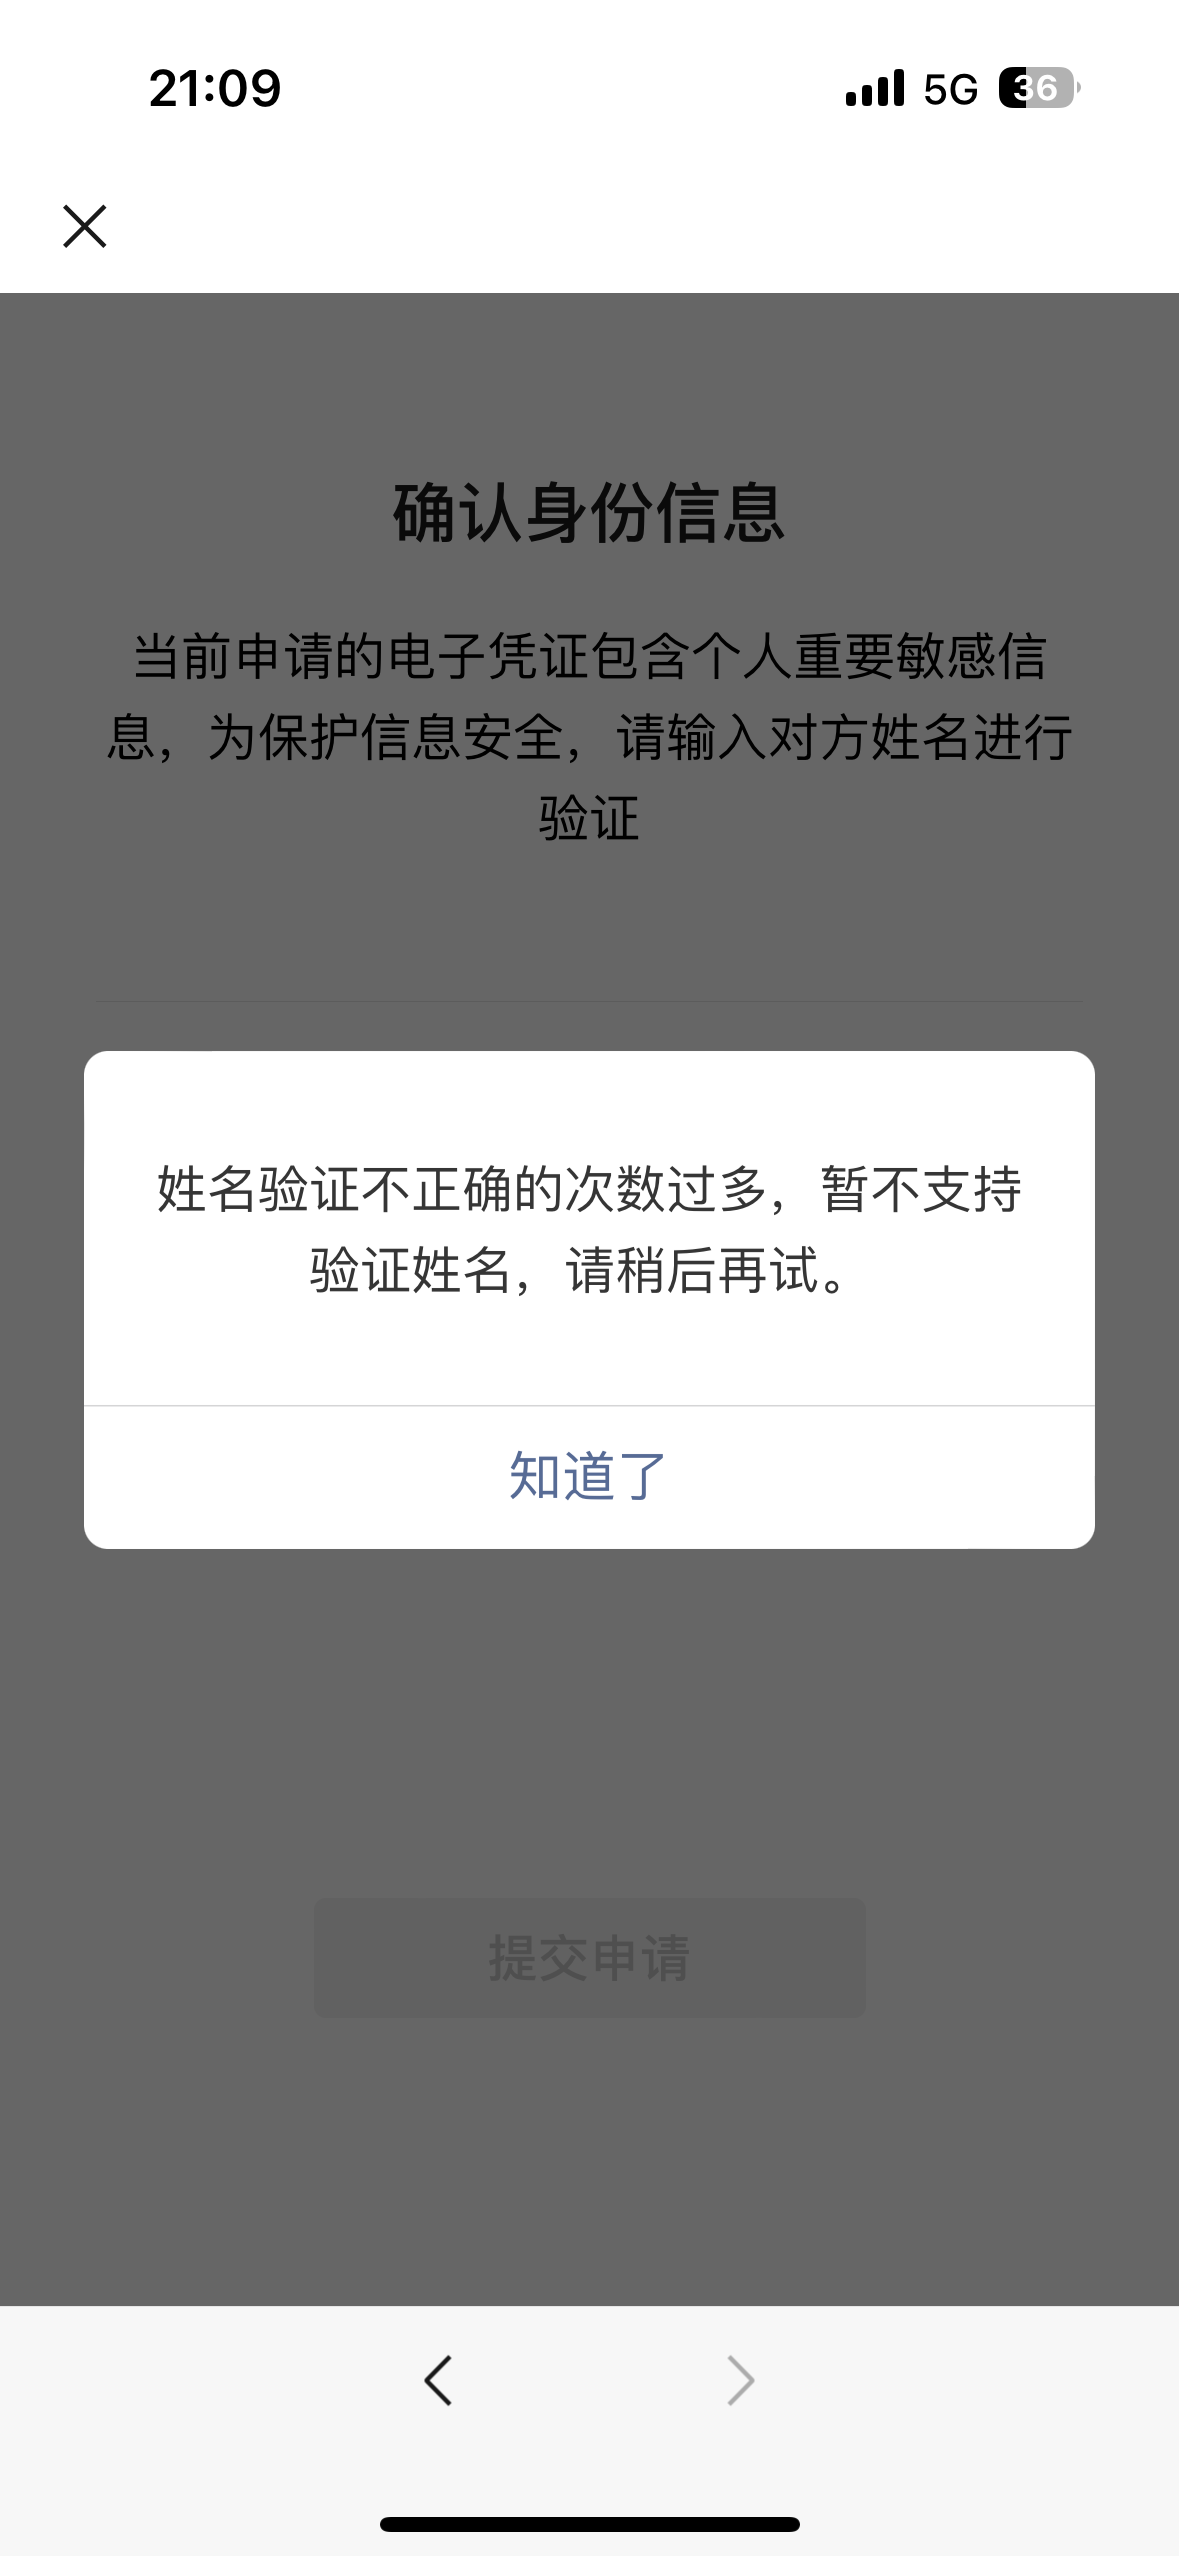 21:09
5G
36
确认身份信息
当前申请的电子凭证包含个人重要敏感信
息，为保护信息安全，请输入对方姓名进行
验证
姓名验证不正确的次数过多，暂不支持
验证姓名，请稍后再试。
知道了
提交申请